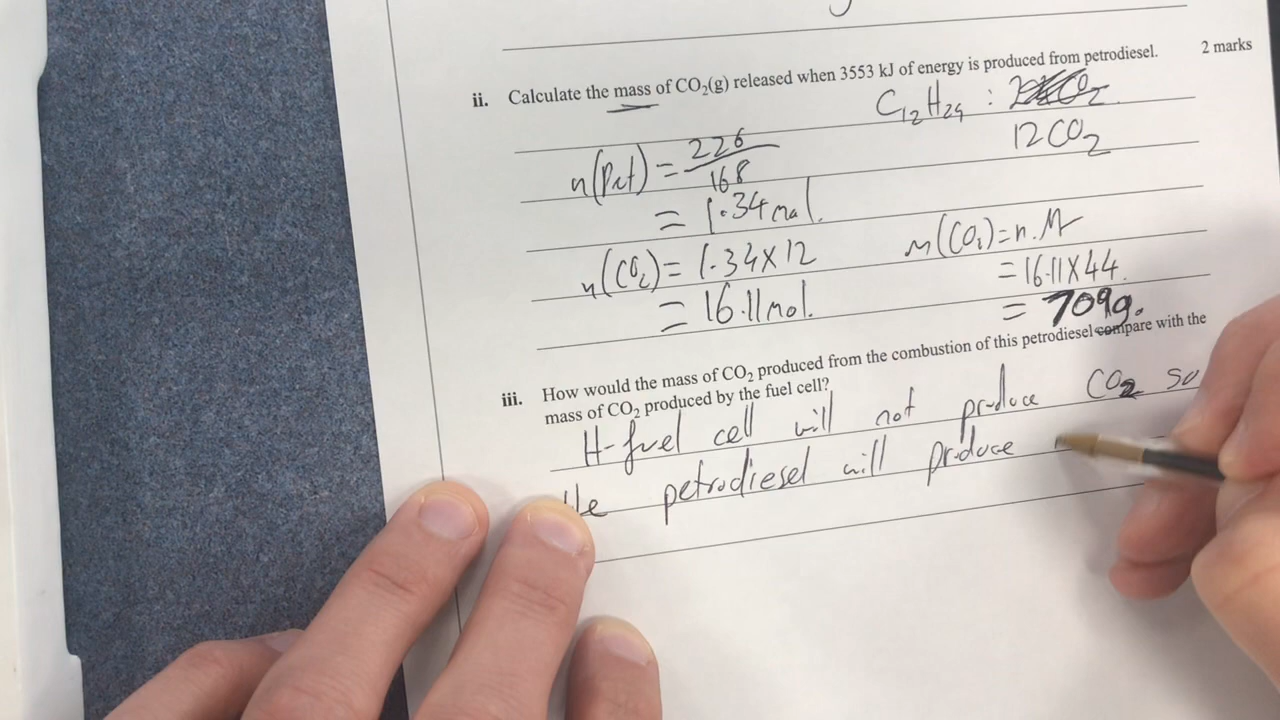 ii. Calculate the mass of CO₂(g) released when 3553 kJ of energy is produced from petrodiesel. 2 marks
C₁₂H₂₄ :
12CO₂
n(Pet) = 226/168
= 1.34 mol.
n(CO₂) = 1.34 x 12
= 16.11 mol.
m(CO₂) = n.M
= 16.11 x 44.
= 709g.
iii. How would the mass of CO₂ produced from the combustion of this petrodiesel compare with the
mass of CO₂ produced by the fuel cell?
H-fuel cell will not produce CO₂ so
the petrodiesel will produce